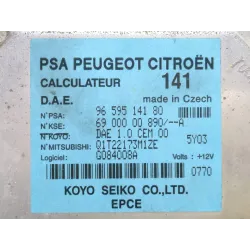 PSA PEUGEOT CITROËN
CALCULATEUR 141
D.A.E. made in Czech
N°PSA: 96 595 141 80
N°KSE: 69 000 00 890/--A
N°KOYO: DAE 1.0 CEM 00 5Y03
N°MITSUBISHI: Q1T22173M1ZE
Logiciel: G084008A Volts : +12V
0770
KOYO SEIKO CO.,LTD.
EPCE